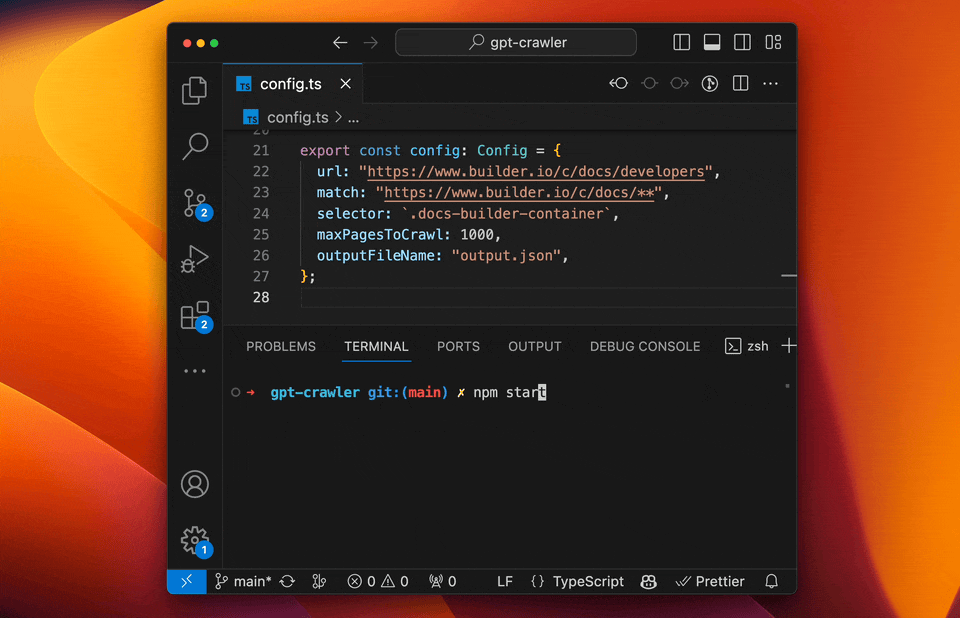 gpt-crawler
TS config.ts
TS config.ts > ...
20
21 export const config: Config = {
22 url: "https://www.builder.io/c/docs/developers",
23 match: "https://www.builder.io/c/docs/**",
24 selector: `.docs-builder-container`,
25 maxPagesToCrawl: 1000,
26 outputFileName: "output.json",
27 };
28
2
2
PROBLEMS TERMINAL PORTS OUTPUT DEBUG CONSOLE zsh
gpt-crawler git:(main) ✗ npm start
1
main* 0 0 0 LF {} TypeScript Prettier